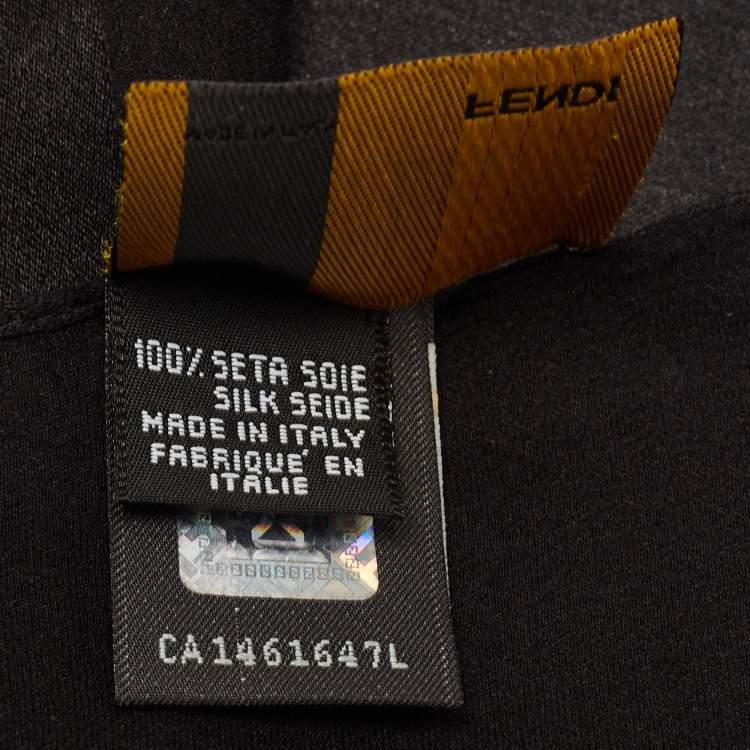 FENDI
100% SETA SOIE
SILK SEIDE
MADE IN ITALY
FABRIQUE' EN
ITALIE
CA1461647L